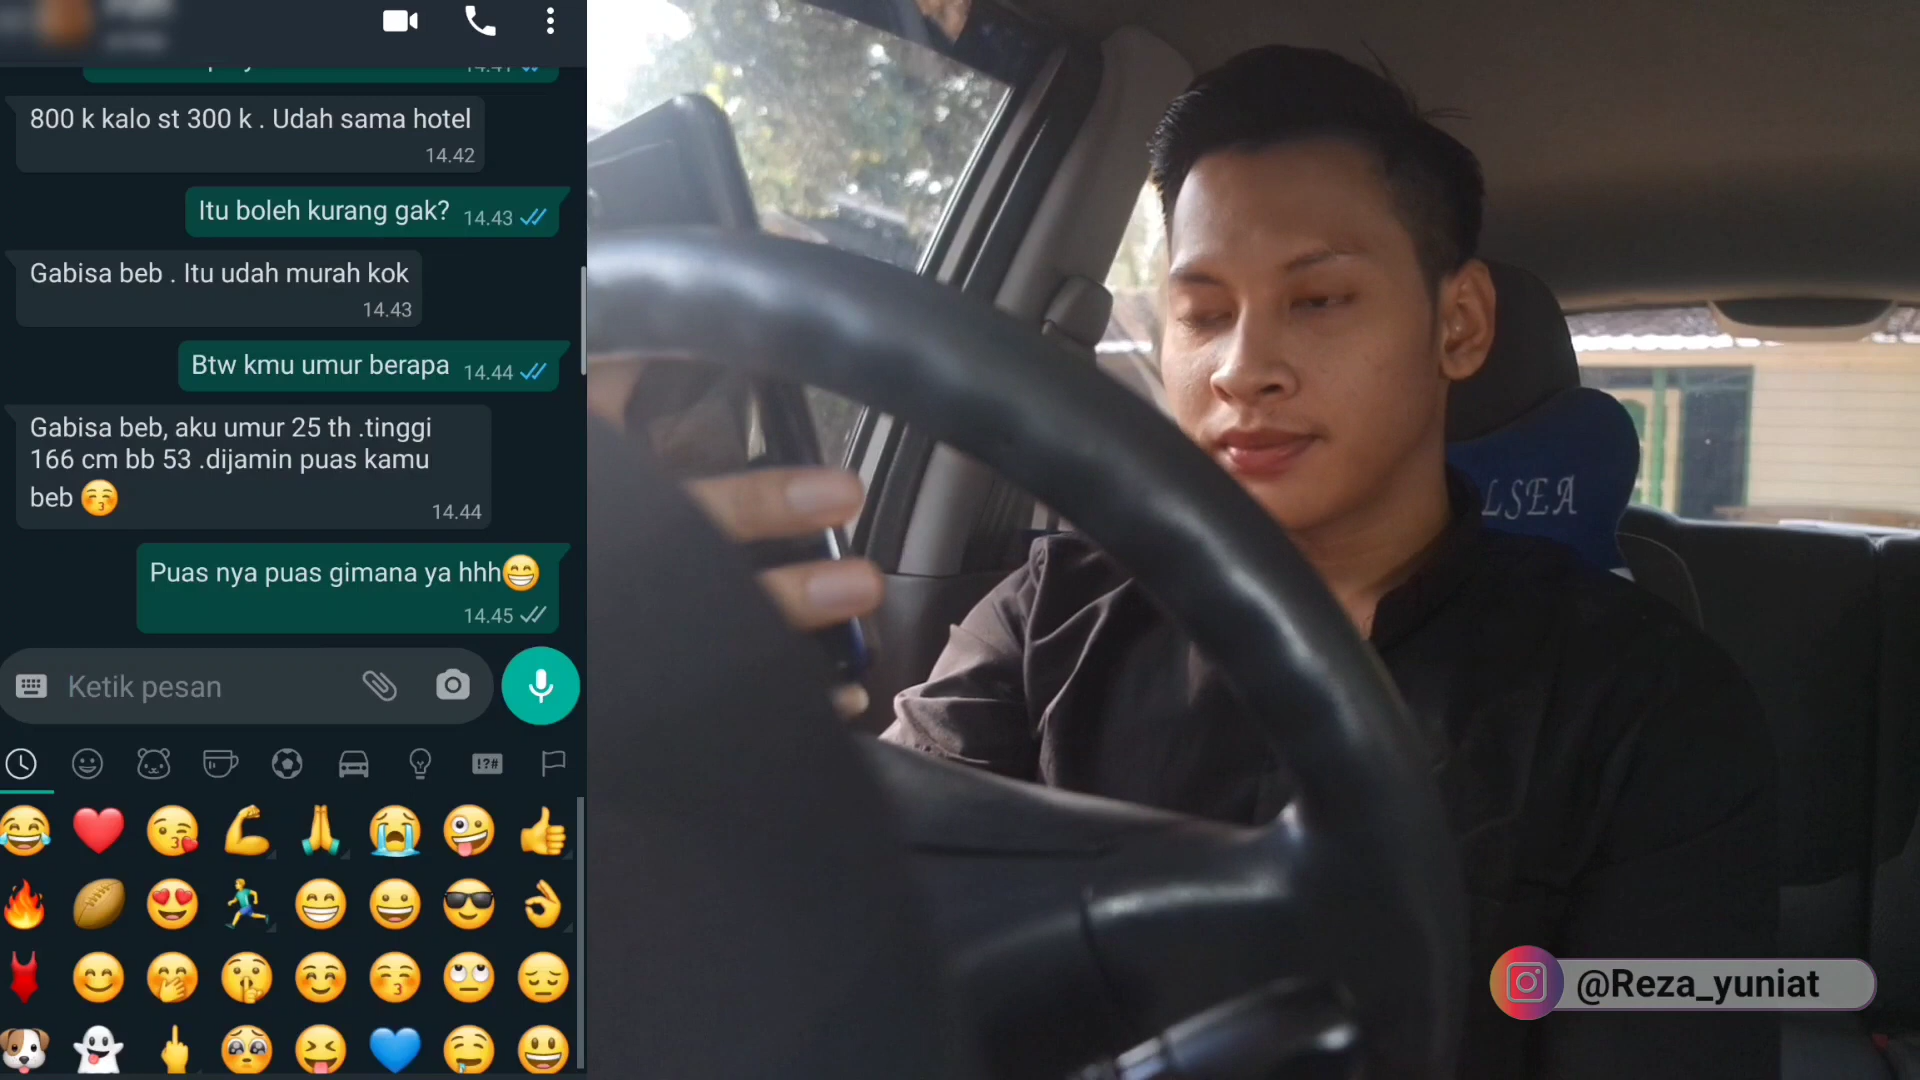 14.41
800 k kalo st 300 k . Udah sama hotel
14.42
Itu boleh kurang gak? 14.43
Gabisa beb . Itu udah murah kok
14.43
Btw kmu umur berapa 14.44
Gabisa beb, aku umur 25 th .tinggi
166 cm bb 53 .dijamin puas kamu
beb 😚
14.44
Puas nya puas gimana ya hhh😁
14.45
Ketik pesan
!?#
LSEA
@Reza_yuniat